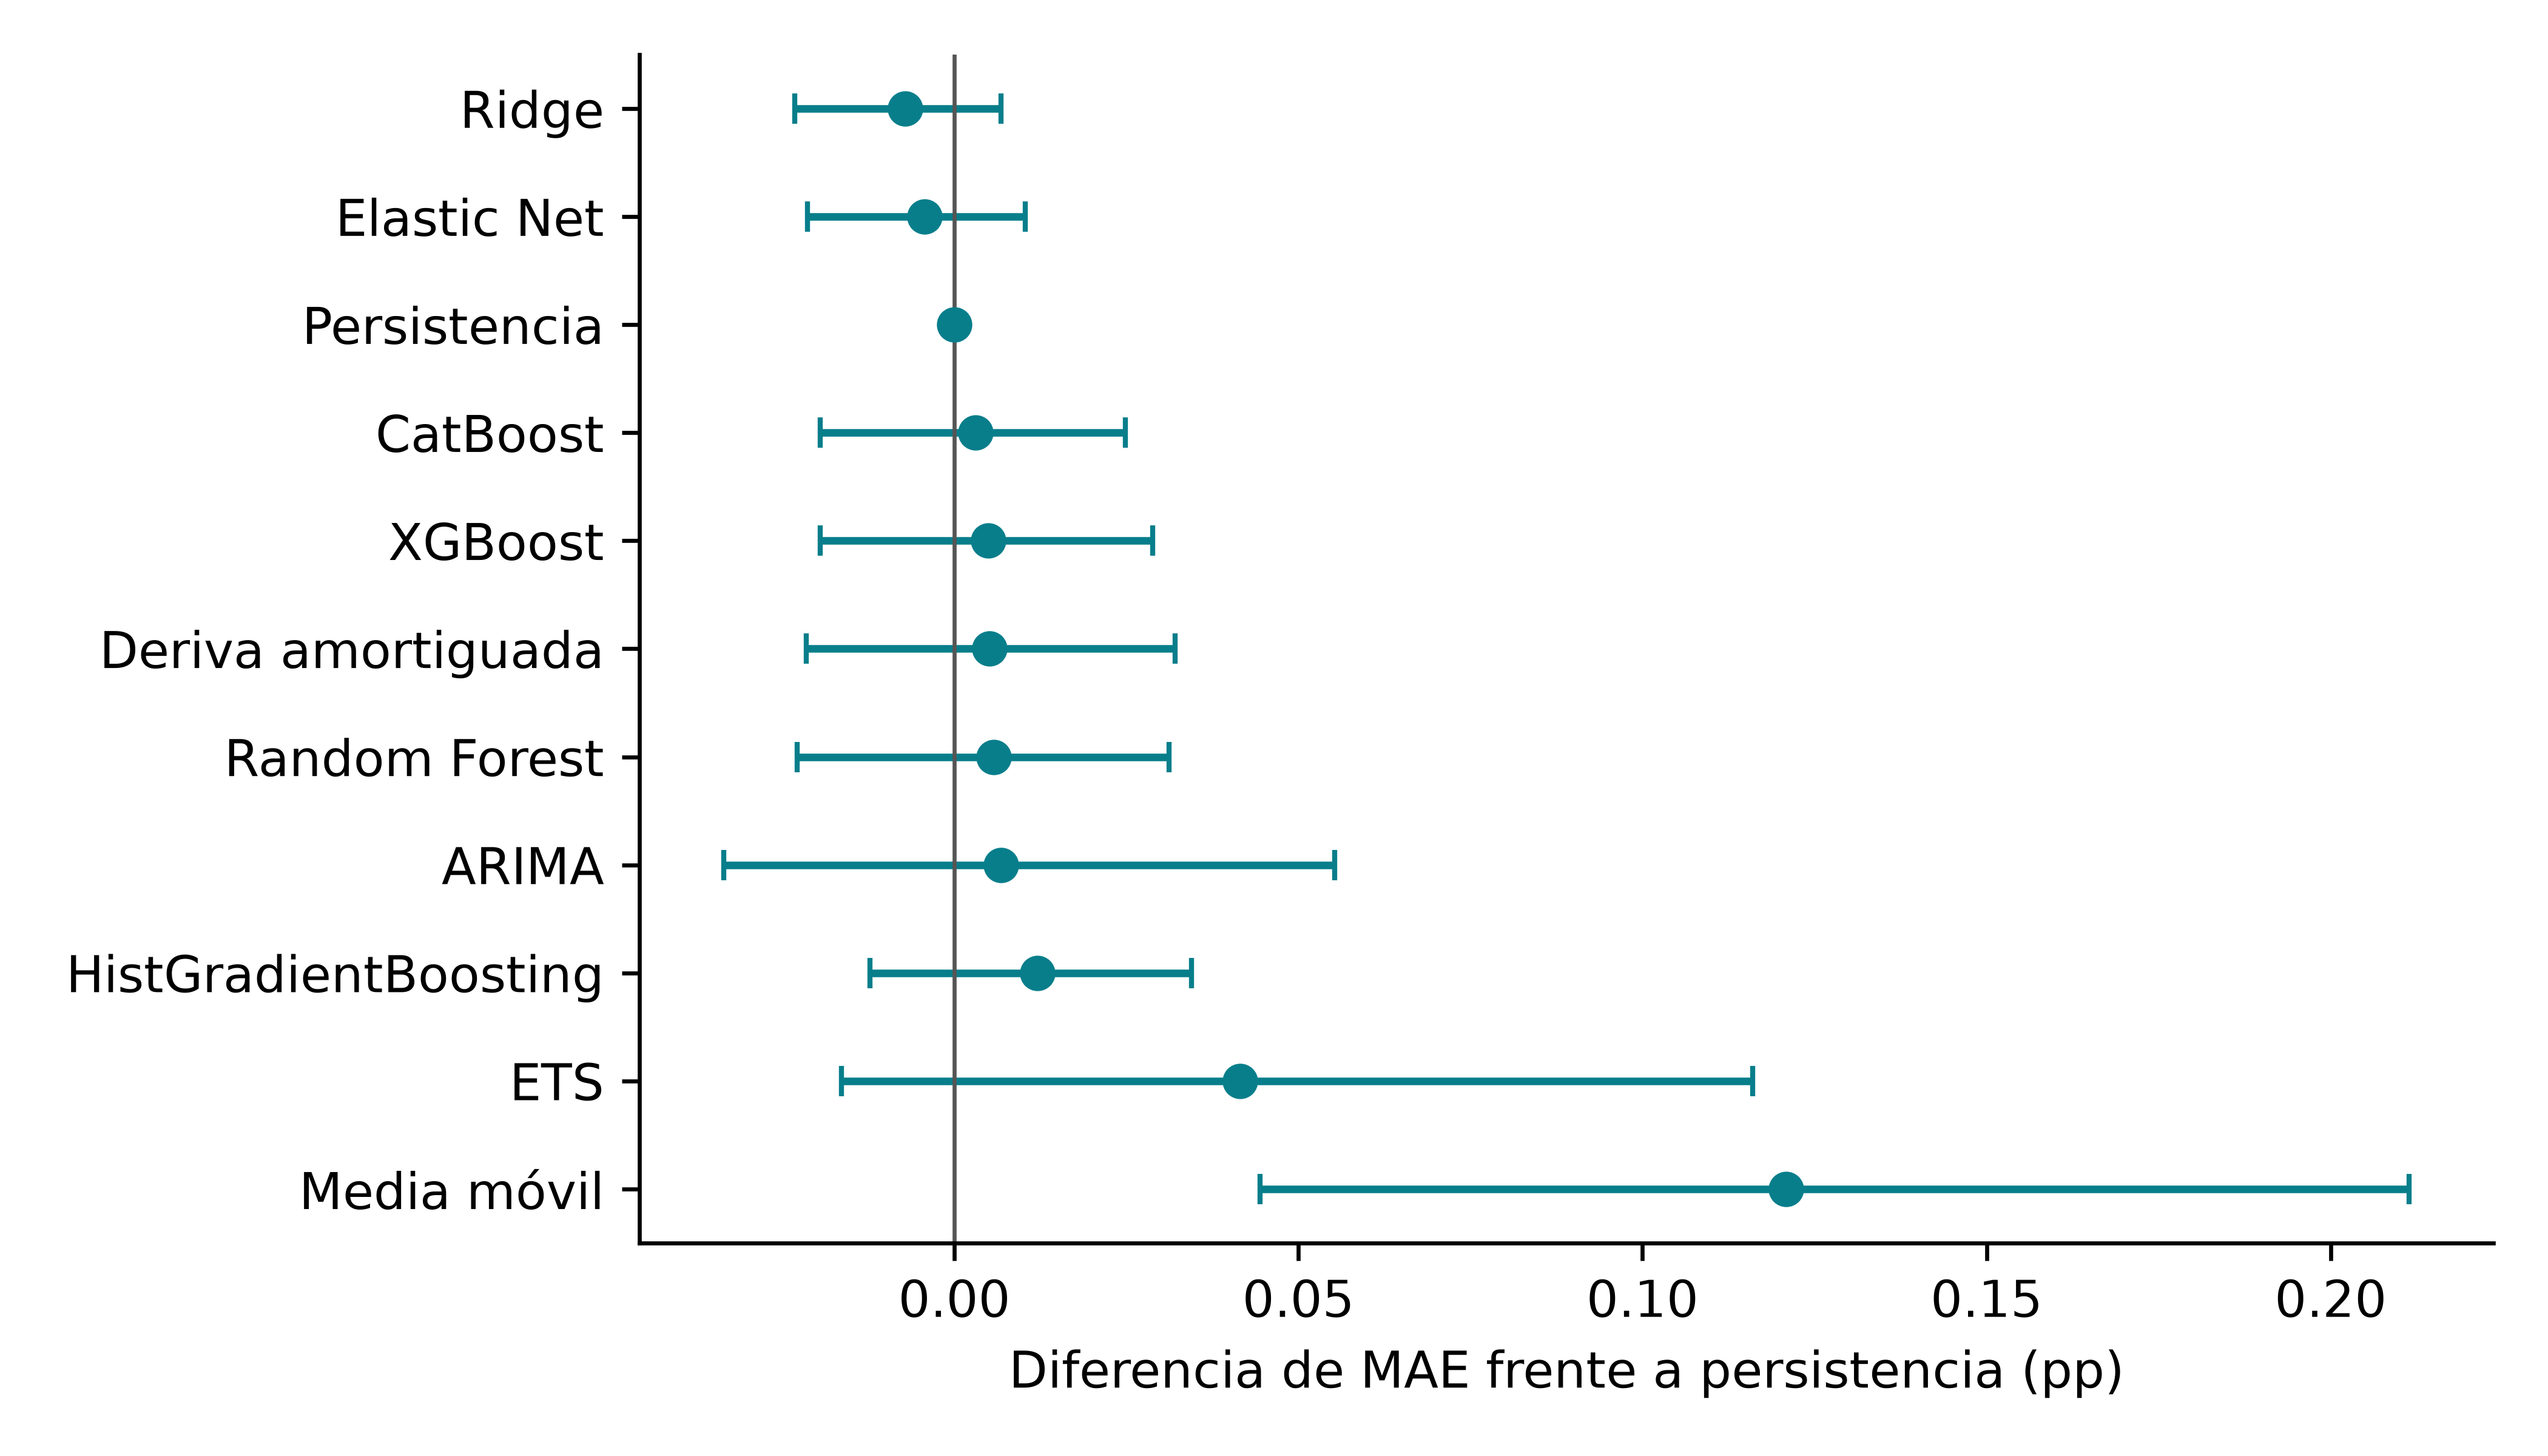 Ridge
Elastic Net
Persistencia
CatBoost
XGBoost
Deriva amortiguada
Random Forest
ARIMA
HistGradientBoosting
ETS
Media móvil
0.00 0.05 0.10 0.15 0.20
Diferencia de MAE frente a persistencia (pp)